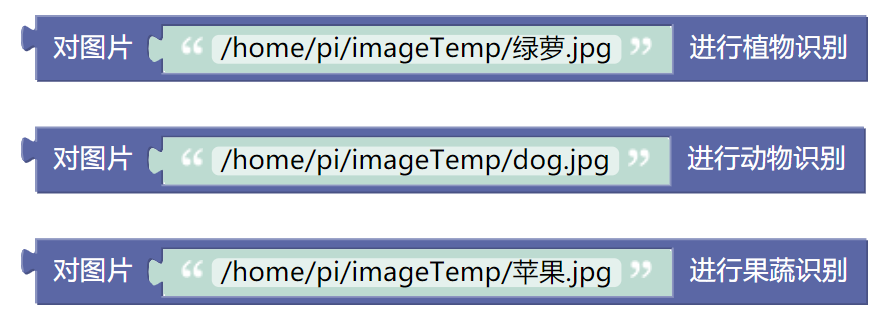 对图片 “ /home/pi/imageTemp/绿萝.jpg ” 进行植物识别
对图片 “ /home/pi/imageTemp/dog.jpg ” 进行动物识别
对图片 “ /home/pi/imageTemp/苹果.jpg ” 进行果蔬识别